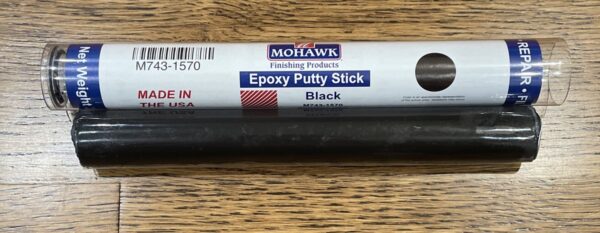 Net Weight
M743-1570
MADE IN
THE USA
MOHAWK
Finishing Products
Epoxy Putty Stick
Black
M743-1570
REPAIR • F